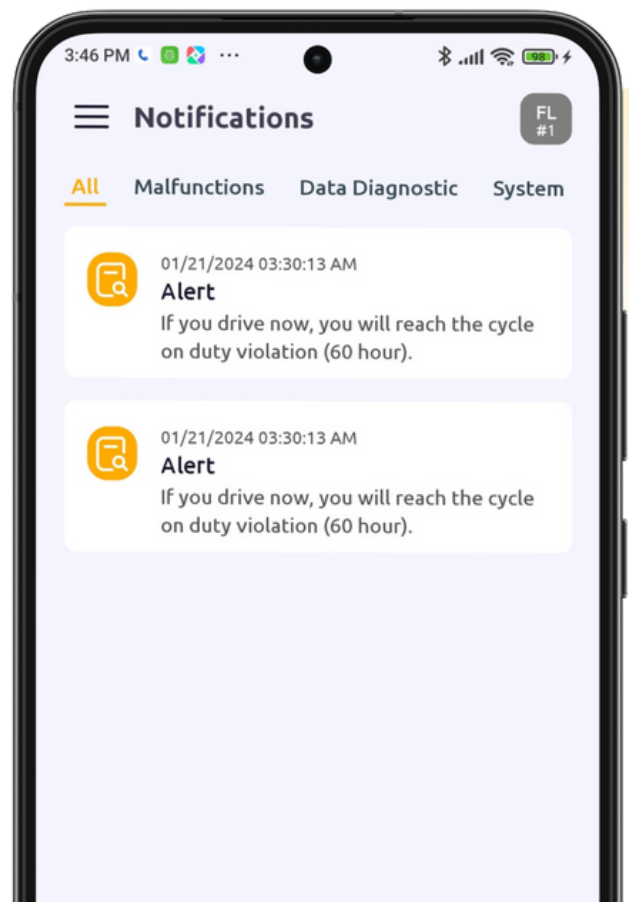 3:46 PM
98
Notifications
FL
#1
All Malfunctions Data Diagnostic System
01/21/2024 03:30:13 AM
Alert
If you drive now, you will reach the cycle
on duty violation (60 hour).
01/21/2024 03:30:13 AM
Alert
If you drive now, you will reach the cycle
on duty violation (60 hour).